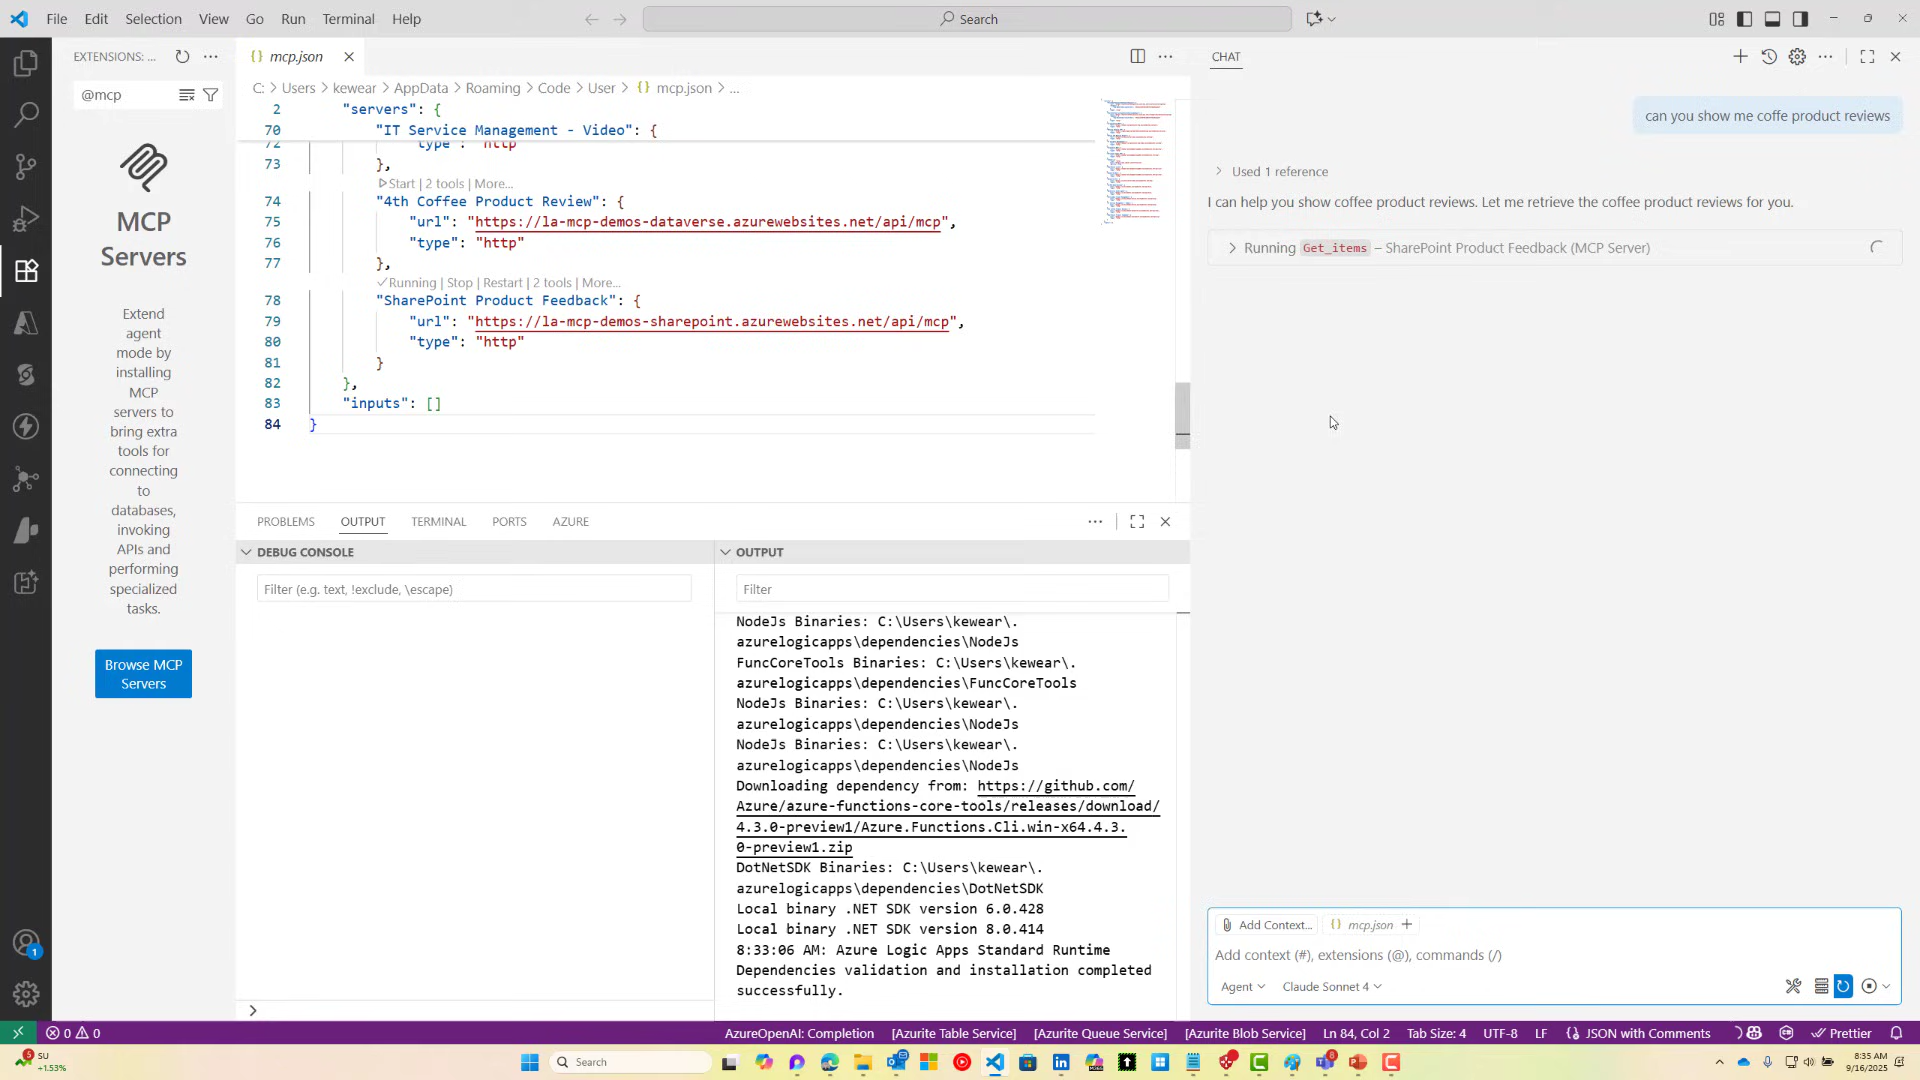 File Edit Selection View Go Run Terminal Help
Search
EXTENSIONS: ...
mcp.json
CHAT
@mcp
C: > Users > kewear > AppData > Roaming > Code > User > {} mcp.json > ...
MCP
Servers
Extend
agent
mode by
installing
MCP
servers to
bring extra
tools for
connecting
to
databases,
invoking
APIs and
performing
specialized
tasks.
Browse MCP
Servers
2 "servers": {
70 "IT Service Management - Video": {
72 "type": "http"
73 },
Start | 2 tools | More...
74 "4th Coffee Product Review": {
75 "url": "https://la-mcp-demos-dataverse.azurewebsites.net/api/mcp",
76 "type": "http"
77 },
✓Running | Stop | Restart | 2 tools | More...
78 "SharePoint Product Feedback": {
79 "url": "https://la-mcp-demos-sharepoint.azurewebsites.net/api/mcp",
80 "type": "http"
81 }
82 },
83 "inputs": []
84 }
PROBLEMS OUTPUT TERMINAL PORTS AZURE
DEBUG CONSOLE
Filter (e.g. text, !exclude, \escape)
OUTPUT
Filter
NodeJs Binaries: C:\Users\kewear\.
azurelogicapps\dependencies\NodeJs
FuncCoreTools Binaries: C:\Users\kewear\.
azurelogicapps\dependencies\FuncCoreTools
NodeJs Binaries: C:\Users\kewear\.
azurelogicapps\dependencies\NodeJs
NodeJs Binaries: C:\Users\kewear\.
azurelogicapps\dependencies\NodeJs
Downloading dependency from: https://github.com/
Azure/azure-functions-core-tools/releases/download/
4.3.0-preview1/Azure.Functions.Cli.win-x64.4.3.
0-preview1.zip
DotNetSDK Binaries: C:\Users\kewear\.
azurelogicapps\dependencies\DotNetSDK
Local binary .NET SDK version 6.0.428
Local binary .NET SDK version 8.0.414
8:33:06 AM: Azure Logic Apps Standard Runtime
Dependencies validation and installation completed
successfully.
can you show me coffe product reviews
Used 1 reference
I can help you show coffee product reviews. Let me retrieve the coffee product reviews for you.
Running Get_items – SharePoint Product Feedback (MCP Server)
Add Context... {} mcp.json +
Add context (#), extensions (@), commands (/)
Agent Claude Sonnet 4
1
0 0
AzureOpenAI: Completion [Azurite Table Service] [Azurite Queue Service] [Azurite Blob Service] Ln 84, Col 2 Tab Size: 4 UTF-8 LF {} JSON with Comments Prettier
5 SU
+1.53%
Search
8
8:35 AM
9/16/2025